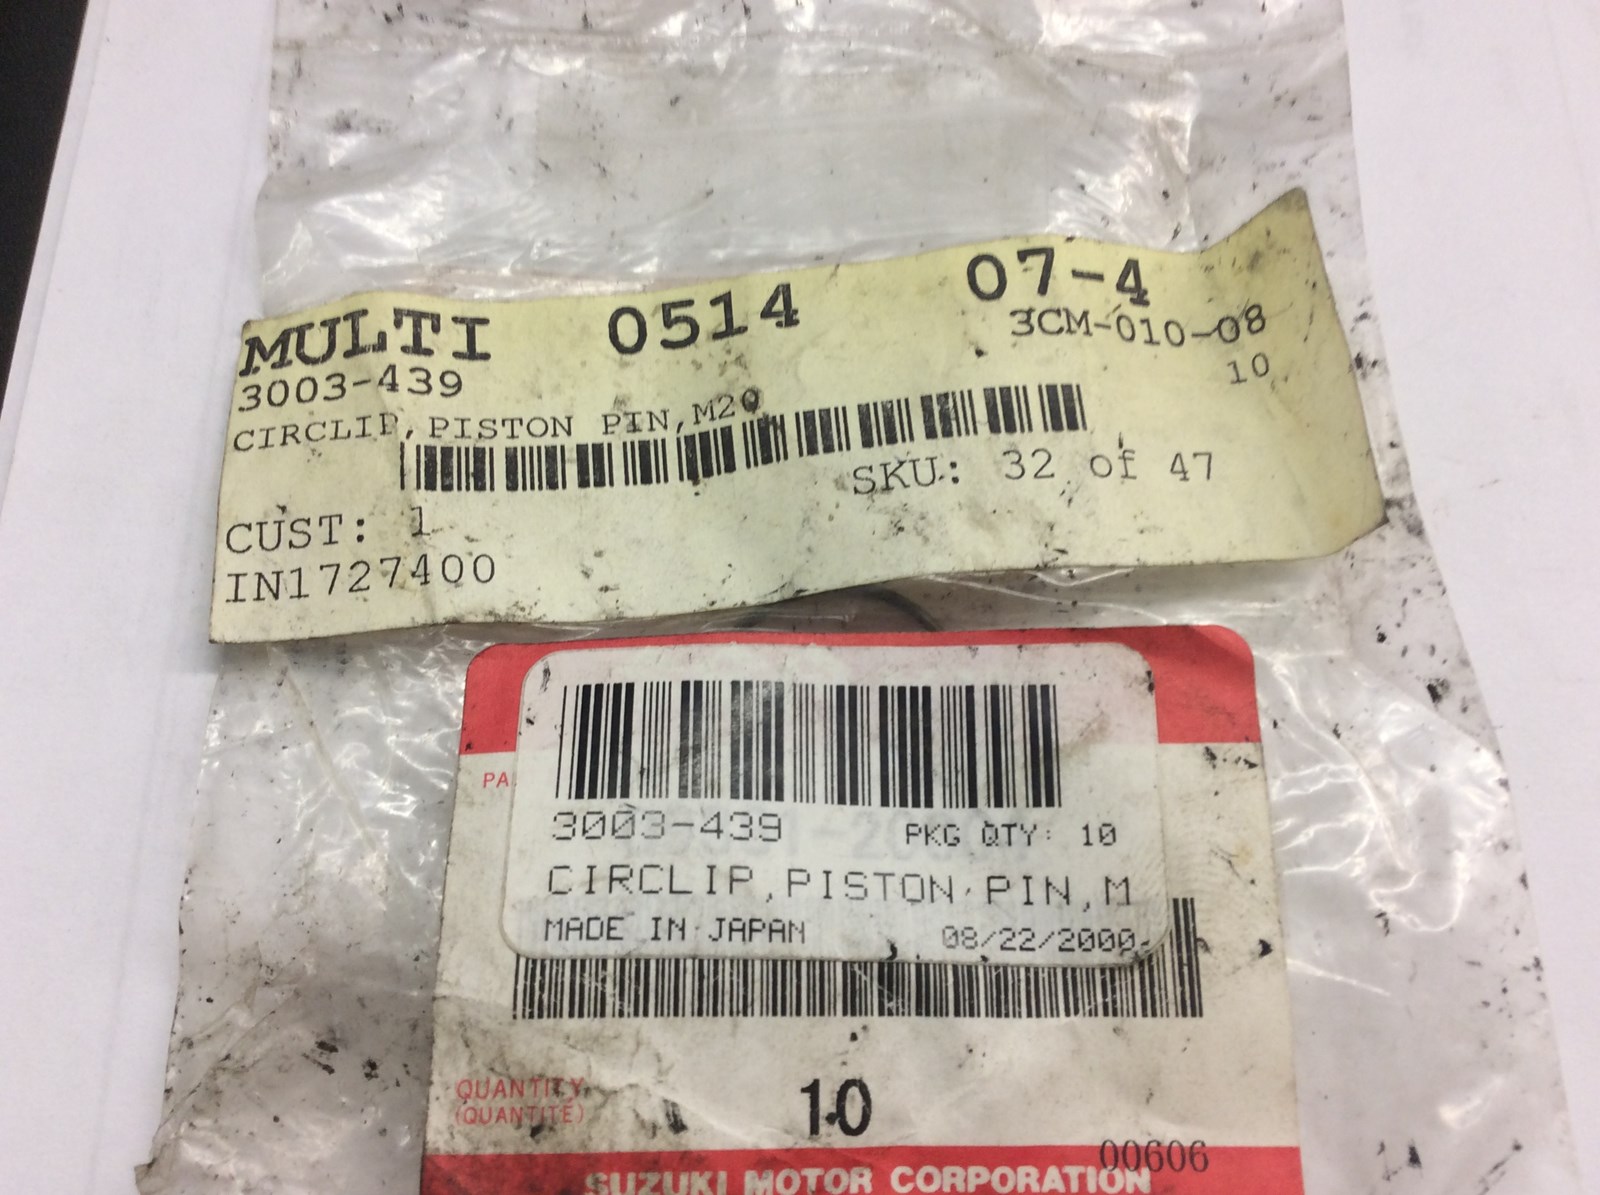 MULTI 0514 07-4
3003-439 3CM-010-08
10
CIRCLIP,PISTON PIN,M20
SKU: 32 of 47
CUST: 1
IN1727400
3003-439 PKG QTY: 10
CIRCLIP,PISTON PIN,M
MADE IN JAPAN 08/22/2000
QUANTITY
(QUANTITÉ)
10
00606
SUZUKI MOTOR CORPORATION